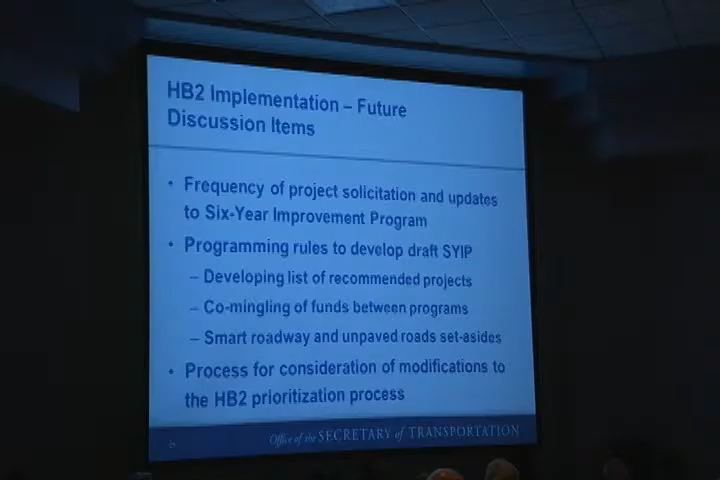 HB2 Implementation – Future
Discussion Items
• Frequency of project solicitation and updates
to Six-Year Improvement Program
• Programming rules to develop draft SYIP
– Developing list of recommended projects
– Co-mingling of funds between programs
– Smart roadway and unpaved roads set-asides
• Process for consideration of modifications to
the HB2 prioritization process
Office of the SECRETARY of TRANSPORTATION